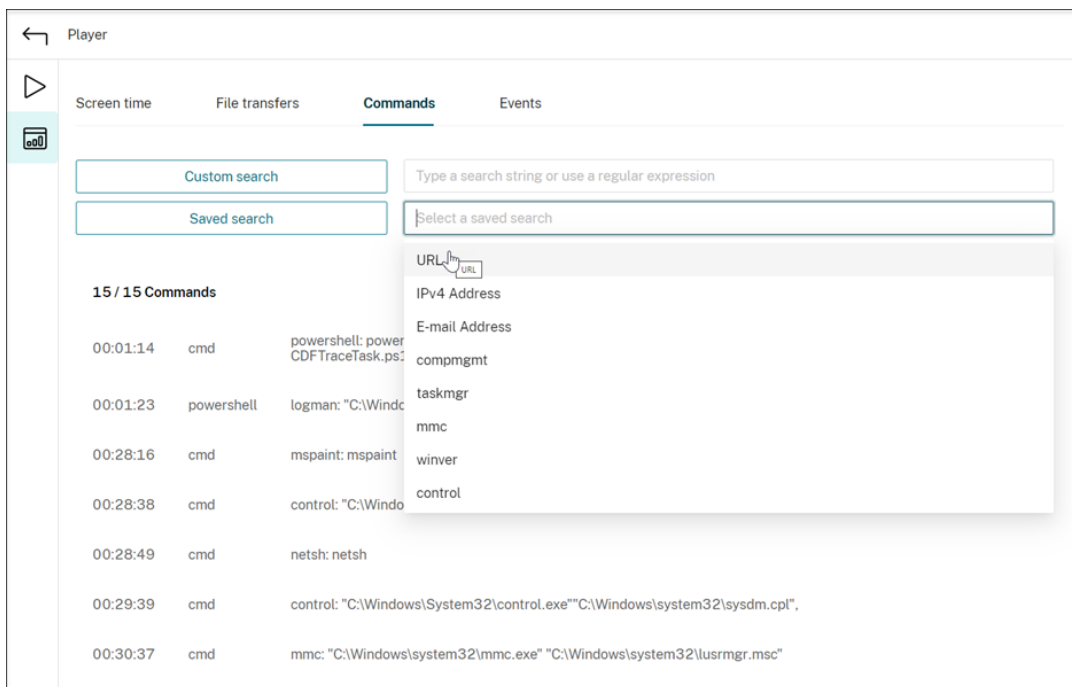 Player
Screen time File transfers Commands Events
Custom search Type a search string or use a regular expression
Saved search Select a saved search
URL URL
15 / 15 Commands
IPv4 Address
E-mail Address
00:01:14 cmd powershell: power
CDFTraceTask.ps1
compmgmt
taskmgr
00:01:23 powershell logman: "C:\Windo
mmc
00:28:16 cmd mspaint: mspaint
winver
control
00:28:38 cmd control: "C:\Windo
00:28:49 cmd netsh: netsh
00:29:39 cmd control: "C:\Windows\System32\control.exe""C:\Windows\system32\sysdm.cpl",
00:30:37 cmd mmc: "C:\Windows\system32\mmc.exe" "C:\Windows\system32\lusrmgr.msc"